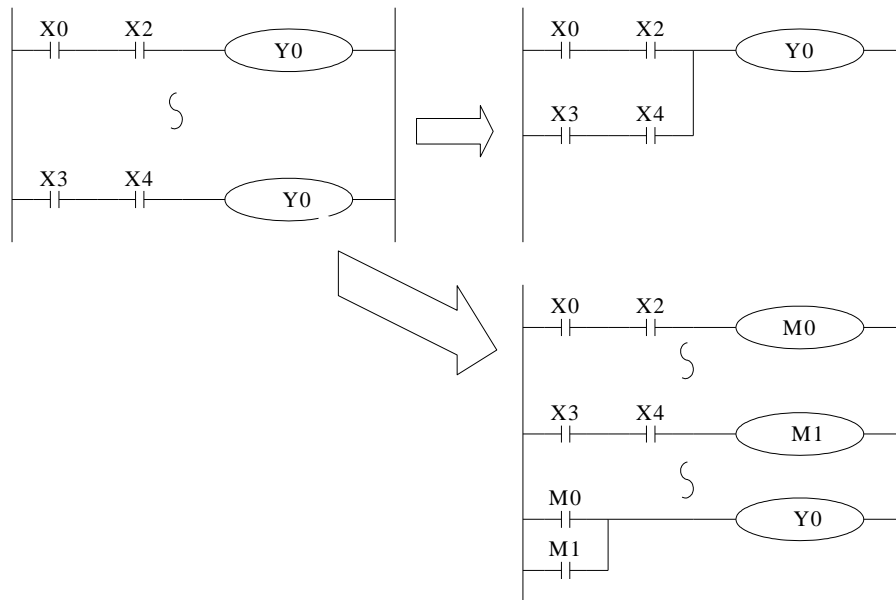 X0 X2 Y0
X3 X4 Y0
X0 X2 Y0
X3 X4
X0 X2 M0
X3 X4 M1
M0 Y0
M1